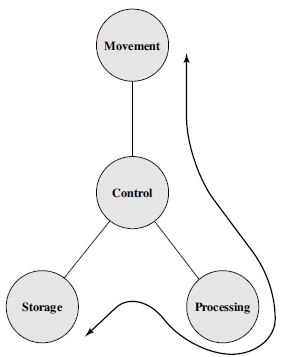 Movement
Control
Storage
Processing